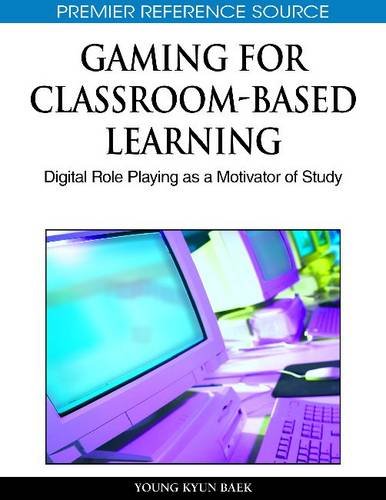 PREMIER REFERENCE SOURCE
GAMING FOR
CLASSROOM-BASED
LEARNING
Digital Role Playing as a Motivator of Study
YOUNG KYUN BAEK